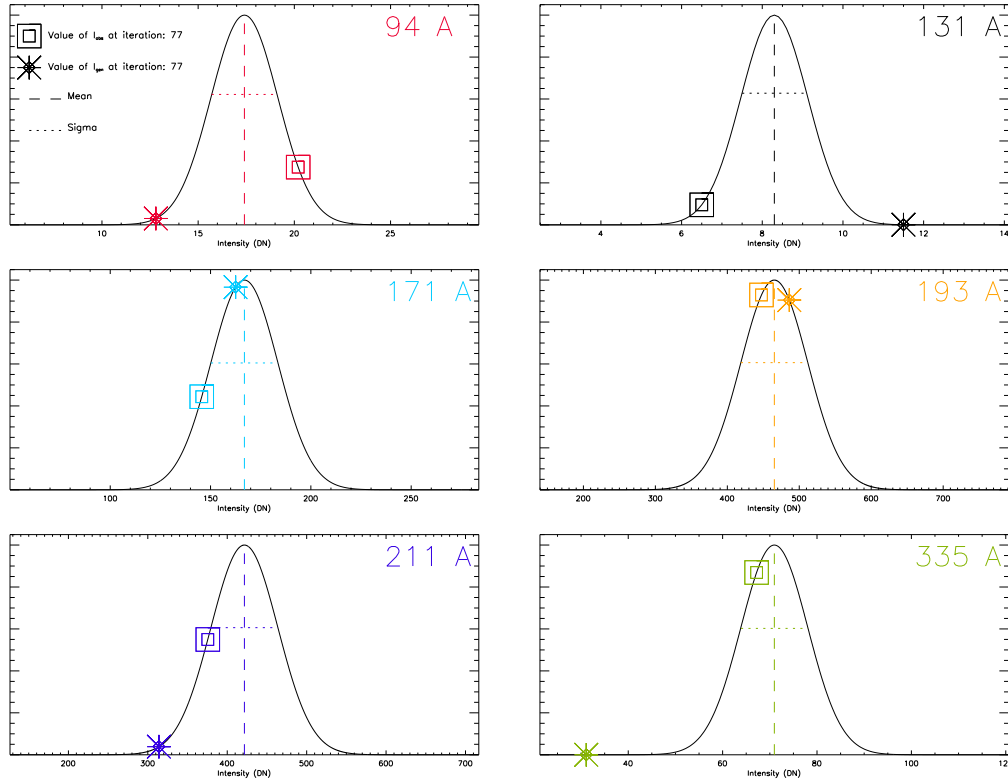 94 A
Value of I_obs at iteration: 77
Value of I_gen at iteration: 77
Mean
Sigma
10 15 20 25
Intensity (DN)
131 A
4 6 8 10 12 14
Intensity (DN)
171 A
100 150 200 250
Intensity (DN)
193 A
200 300 400 500 600 700
Intensity (DN)
211 A
200 300 400 500 600 700
Intensity (DN)
335 A
40 60 80 100 120
Intensity (DN)